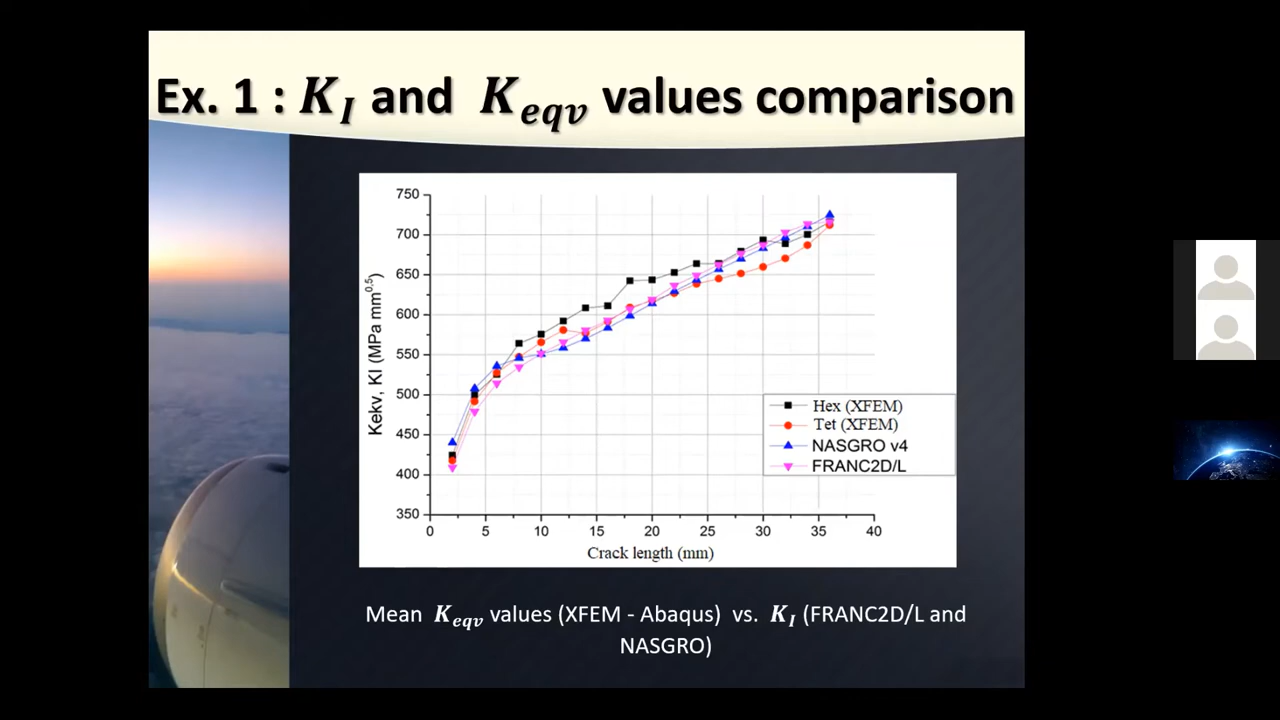 Ex. 1 : K_I and K_eqv values comparison
750
700
650
600
550
500
450
400
350
Kekv, KI (MPa mm^0,5)
0 5 10 15 20 25 30 35 40
Crack length (mm)
Hex (XFEM)
Tet (XFEM)
NASGRO v4
FRANC2D/L
Mean K_eqv values (XFEM - Abaqus) vs. K_I (FRANC2D/L and
NASGRO)